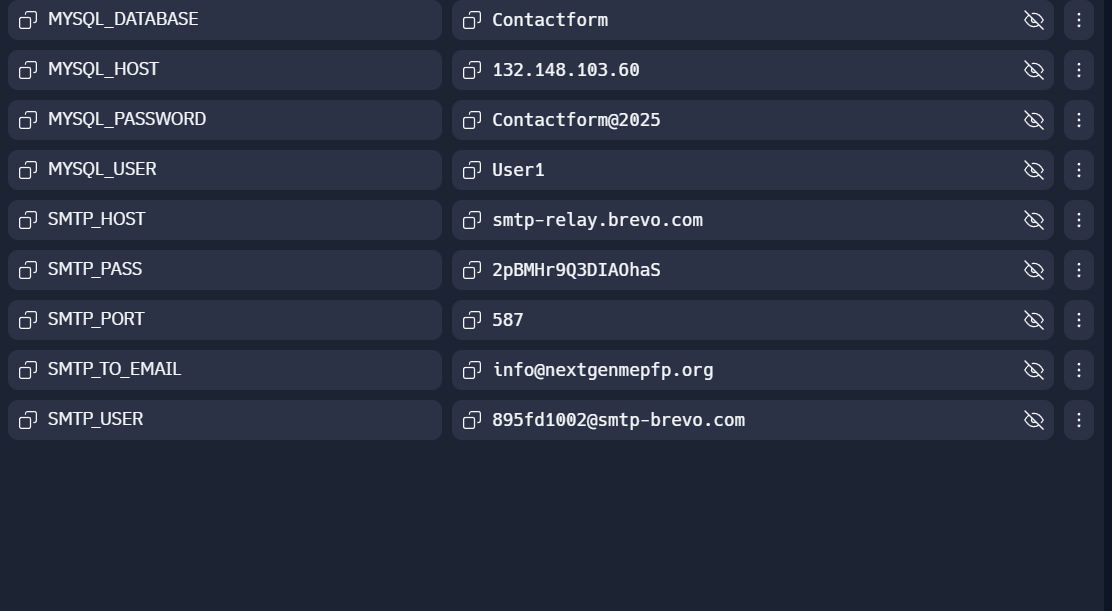 MYSQL_DATABASE Contactform
MYSQL_HOST 132.148.103.60
MYSQL_PASSWORD Contactform@2025
MYSQL_USER User1
SMTP_HOST smtp-relay.brevo.com
SMTP_PASS 2pBMHr9Q3DIAOhaS
SMTP_PORT 587
SMTP_TO_EMAIL info@nextgenmepfp.org
SMTP_USER 895fd1002@smtp-brevo.com